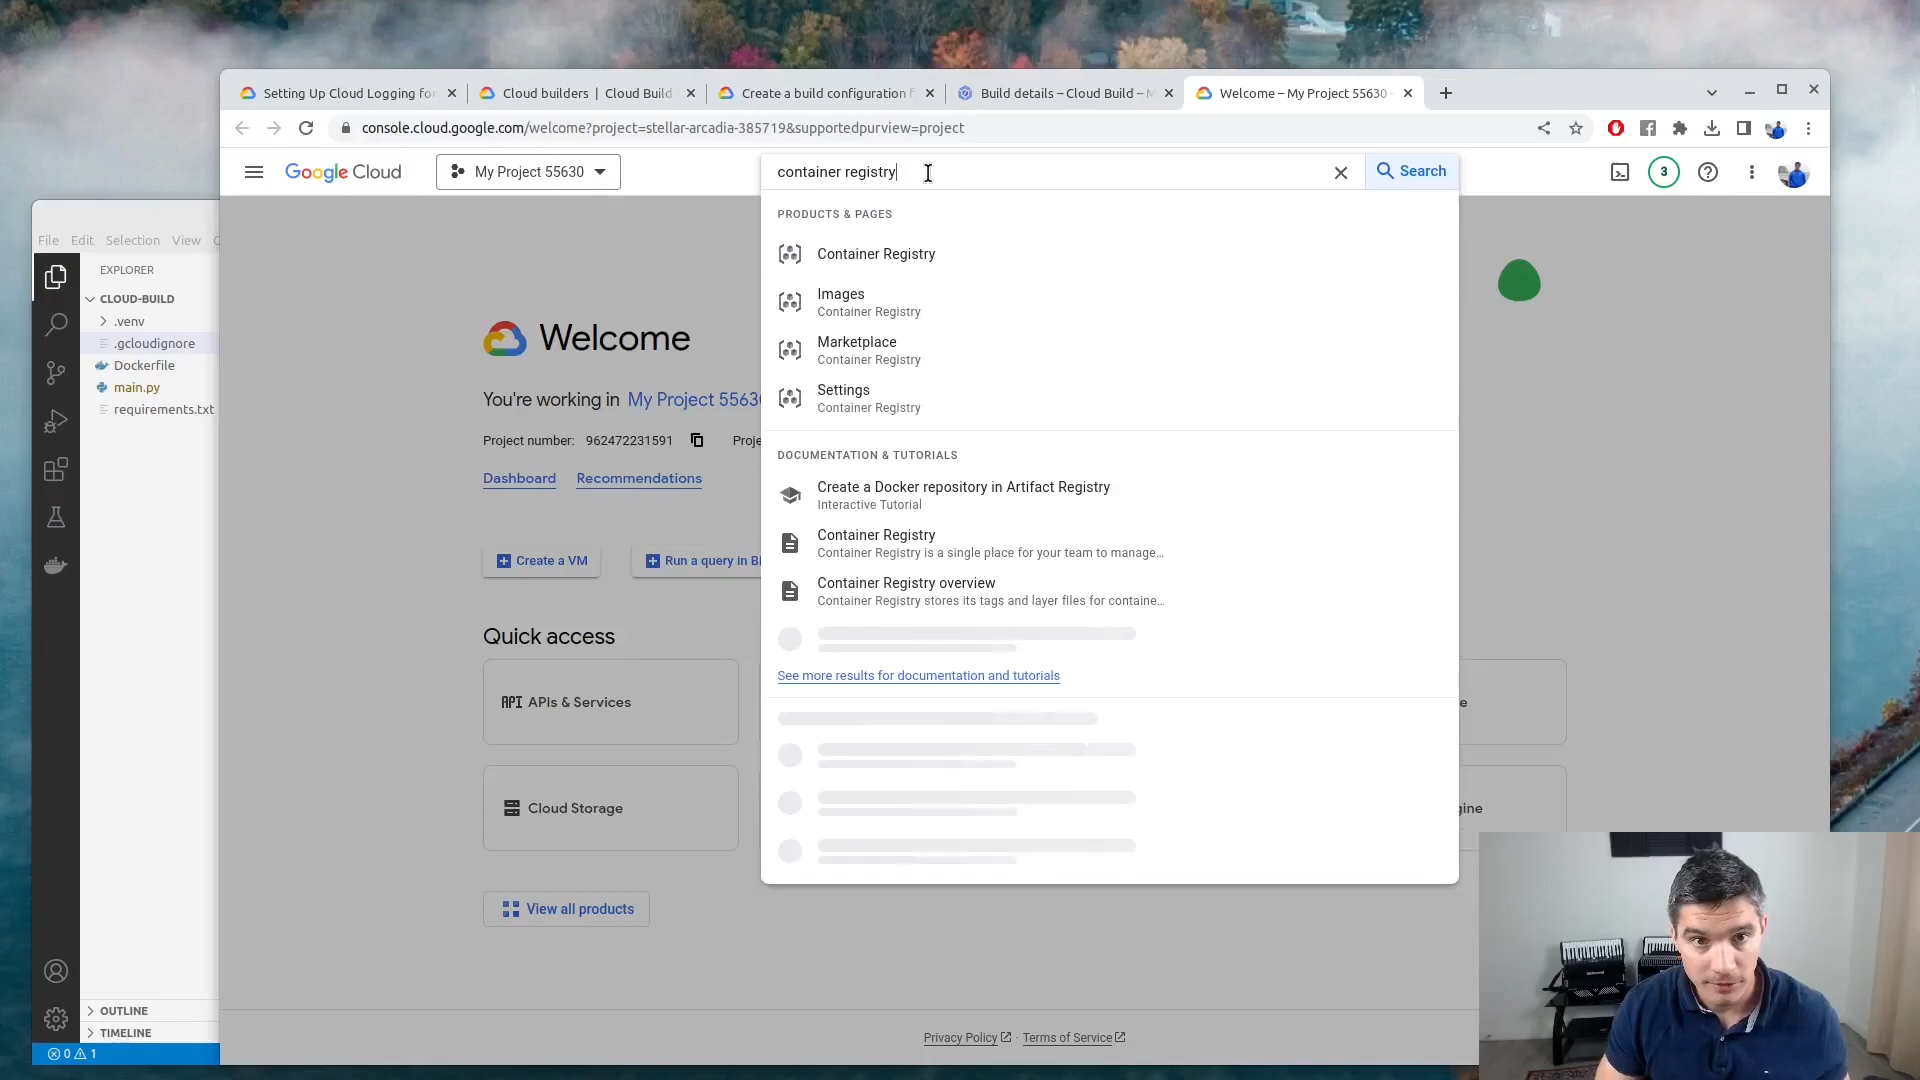 Setting Up Cloud Logging for
Cloud builders | Cloud Build
Create a build configuration f
Build details – Cloud Build – M
Welcome – My Project 55630 –
console.cloud.google.com/welcome?project=stellar-arcadia-385719&supportedpurview=project
Google Cloud
My Project 55630
container registry
Search
3
File Edit Selection View G
EXPLORER
CLOUD-BUILD
.venv
.gcloudignore
Dockerfile
main.py
requirements.txt
OUTLINE
TIMELINE
0 1
Welcome
You're working in My Project 5563
Project number: 962472231591
Proje
Dashboard Recommendations
Create a VM
Run a query in Bi
Quick access
API APIs & Services
Cloud Storage
View all products
PRODUCTS & PAGES
Container Registry
Images
Container Registry
Marketplace
Container Registry
Settings
Container Registry
DOCUMENTATION & TUTORIALS
Create a Docker repository in Artifact Registry
Interactive Tutorial
Container Registry
Container Registry is a single place for your team to manage…
Container Registry overview
Container Registry stores its tags and layer files for containe…
See more results for documentation and tutorials
e
gine
Privacy Policy · Terms of Service